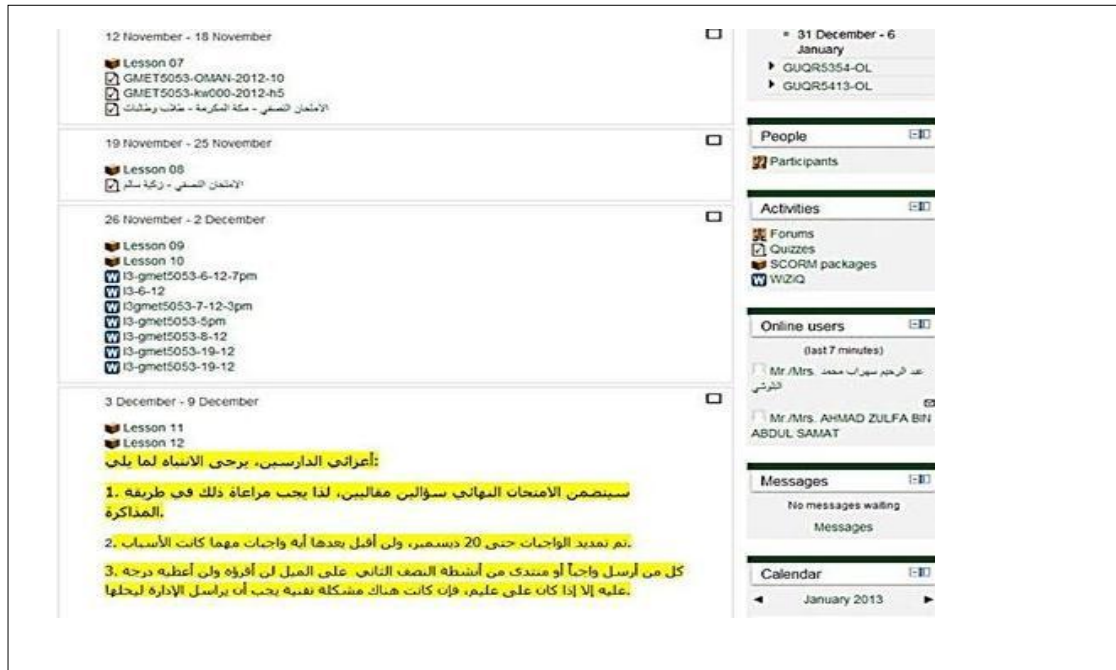 12 November - 18 November
Lesson 07
GMET5053-OMAN-2012-10
GMET5053-kw000-2012-h5
الامتحان النصفي - مكة المكرمة - طلاب وطالبات
19 November - 25 November
Lesson 08
الامتحان النصفي - زكية سالم
26 November - 2 December
Lesson 09
Lesson 10
l3-gmet5053-6-12-7pm
l3-6-12
l3gmet5053-7-12-3pm
l3-gmet5053-5pm
l3-gmet5053-8-12
l3-gmet5053-19-12
l3-gmet5053-19-12
3 December - 9 December
Lesson 11
Lesson 12
أعزائي الدارسين، يرجى الانتباه لما يلي:
1. سيتضمن الامتحان النهائي سؤالين مقاليين، لذا يجب مراعاة ذلك في طريقة
المذاكرة.
2. تم تمديد الواجبات حتى 20 ديسمبر، ولن أقبل بعدها أية واجبات مهما كانت الأسباب.
3. كل من أرسل واجباً أو منتدى من أنشطة النصف الثاني على الميل لن أقرؤه ولن أعطيه درجة
عليه إلا إذا كان على عليم، فإن كانت هناك مشكلة تقنية يجب أن يراسل الإدارة ليحلها.
31 December - 6
January
GUQR5354-OL
GUQR5413-OL
People
Participants
Activities
Forums
Quizzes
SCORM packages
WiZiQ
Online users
(last 7 minutes)
Mr./Mrs. عبد الرحيم سهراب محمد
Mr./Mrs. AHMAD ZULFA BIN
ABDUL SAMAT
Messages
No messages waiting
Messages
Calendar
January 2013